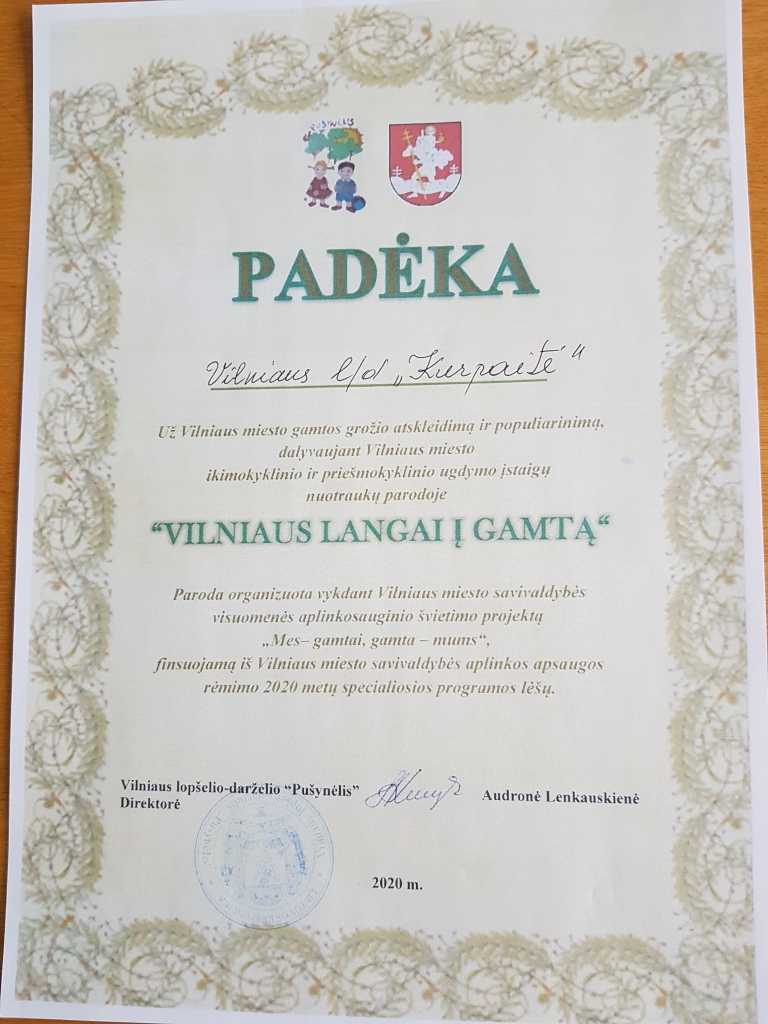 PUŠYNĖLIS
PADĖKA
Vilniaus l/d „Kurpaitė“
Už Vilniaus miesto gamtos grožio atskleidimą ir populiarinimą,
dalyvaujant Vilniaus miesto
ikimokyklinio ir priešmokyklinio ugdymo įstaigų
nuotraukų parodoje
“VILNIAUS LANGAI Į GAMTĄ“
Paroda organizuota vykdant Vilniaus miesto savivaldybės
visuomenės aplinkosauginio švietimo projektą
„Mes– gamtai, gamta – mums“,
finsuojamą iš Vilniaus miesto savivaldybės aplinkos apsaugos
rėmimo 2020 metų specialiosios programos lėšų.
Vilniaus lopšelio-darželio “Pušynėlis”
Direktorė
Audronė Lenkauskienė
2020 m.